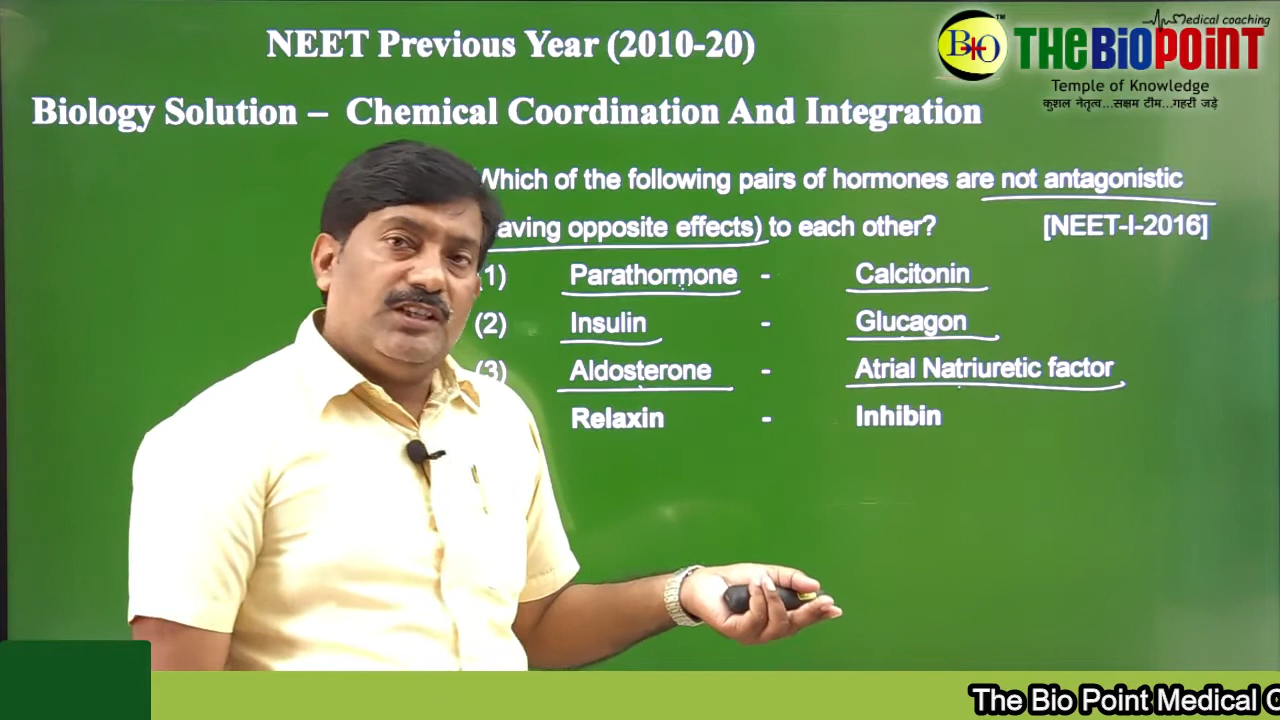 NEET Previous Year (2010-20)
Medical coaching
BIO THEBIOPOINT TM
Temple of Knowledge
कुशल नेतृत्व...सक्षम टीम...गहरी जड़े
Biology Solution – Chemical Coordination And Integration
Which of the following pairs of hormones are not antagonistic
aving opposite effects) to each other? [NEET-I-2016]
(1) Parathormone - Calcitonin
(2) Insulin - Glucagon
(3) Aldosterone - Atrial Natriuretic factor
Relaxin - Inhibin
The Bio Point Medical C